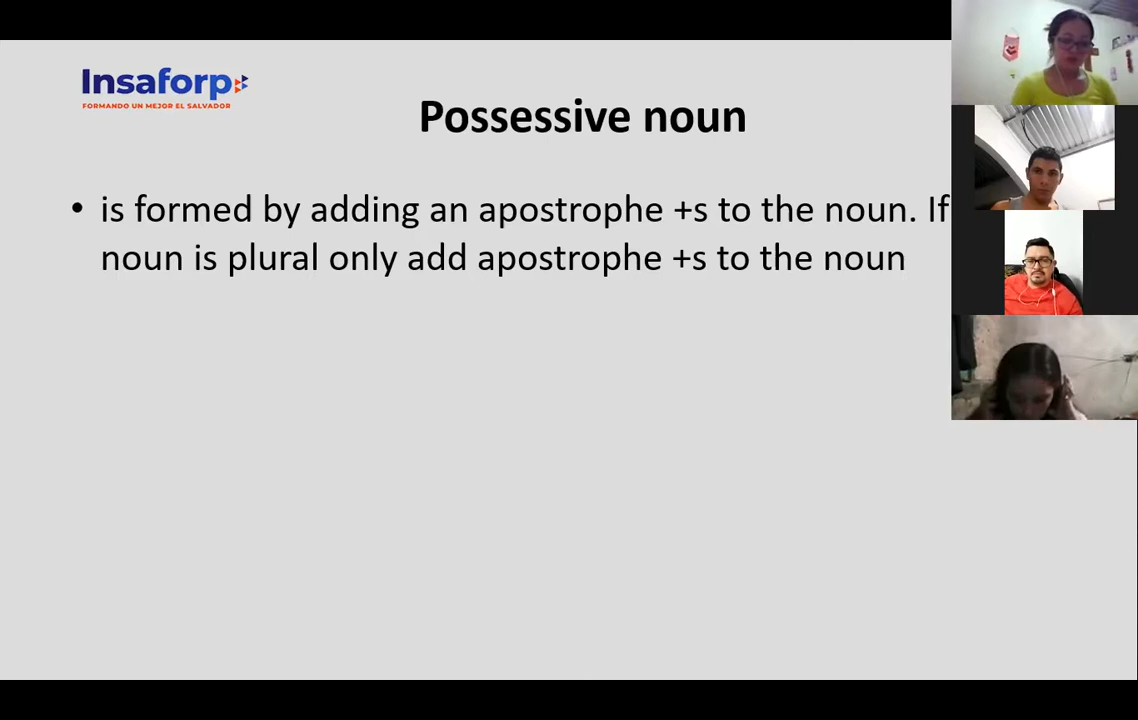 Insaforp
FORMANDO UN MEJOR EL SALVADOR
Possessive noun
• is formed by adding an apostrophe +s to the noun. If
noun is plural only add apostrophe +s to the noun